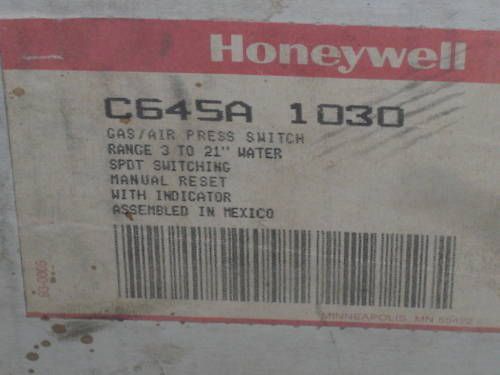 Honeywell
C645A 1030
GAS/AIR PRESS SWITCH
RANGE 3 TO 21" WATER
SPDT SWITCHING
MANUAL RESET
WITH INDICATOR
ASSEMBLED IN MEXICO
MINNEAPOLIS, MN 55422